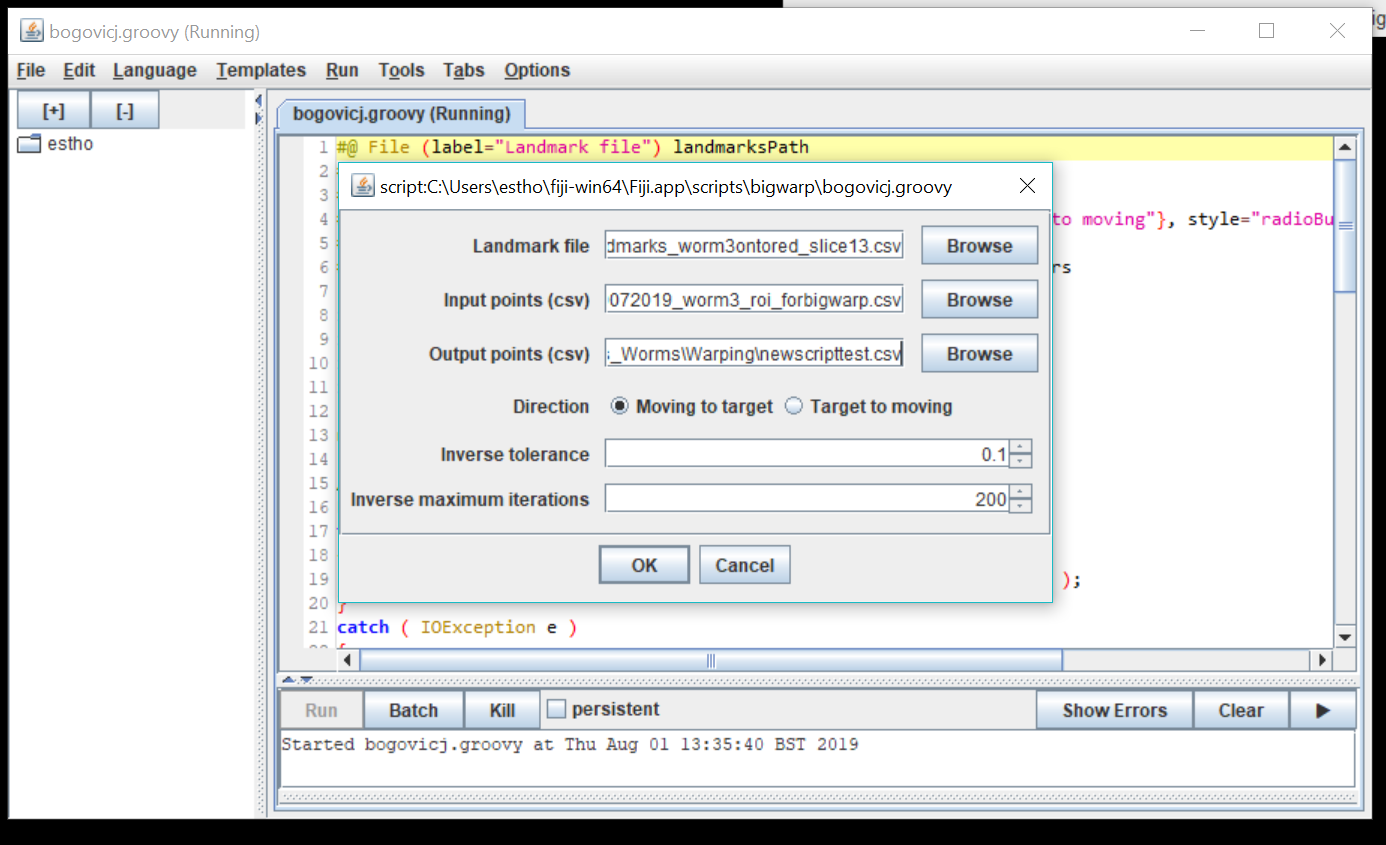 ig
bogovicj.groovy (Running)
File Edit Language Templates Run Tools Tabs Options
[+] [-]
estho
bogovicj.groovy (Running)
1 #@ File (label="Landmark file") landmarksPath
2
script:C:\Users\estho\fiji-win64\Fiji.app\scripts\bigwarp\bogovicj.groovy
3
4 to moving"}, style="radioBu
5
Landmark file dmarks_worm3ontored_slice13.csv Browse
6 rs
7
Input points (csv) 072019_worm3_roi_forbigwarp.csv Browse
8
9
Output points (csv) _Worms\Warping\newscripttest.csv Browse
10
11
Direction Moving to target Target to moving
12
13
Inverse tolerance 0.1
14
15
Inverse maximum iterations 200
16
17
18
OK Cancel
19 );
20 }
21 catch ( IOException e )
Run Batch Kill persistent Show Errors Clear
Started bogovicj.groovy at Thu Aug 01 13:35:40 BST 2019